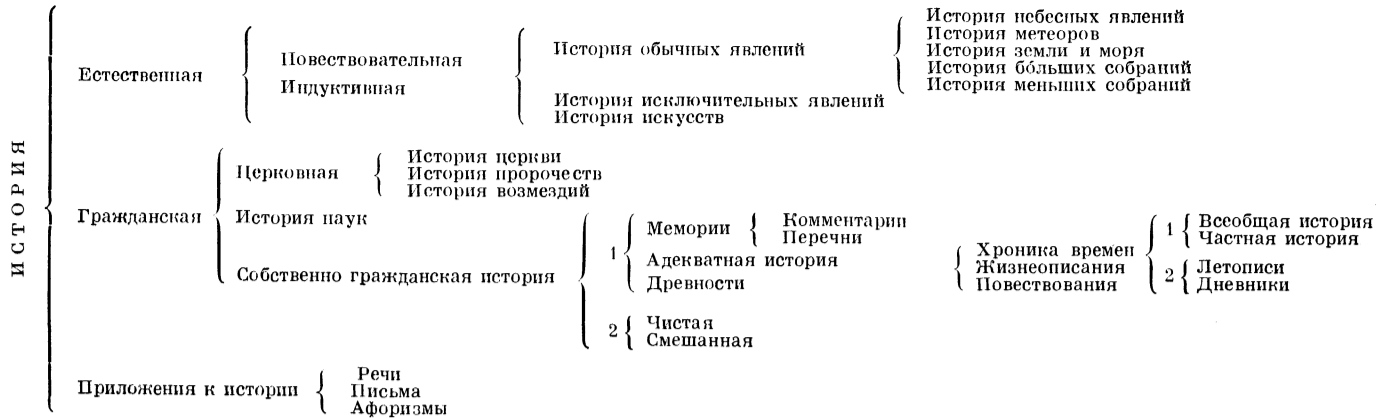 ИСТОРИЯ
Естественная
Повествовательная
Индуктивная
История обычных явлений
История небесных явлений
История метеоров
История земли и моря
История бо́льших собраний
История меньших собраний
История исключительных явлений
История искусств
Гражданская
Церковная
История церкви
История пророчеств
История возмездий
История наук
Собственно гражданская история
1
Мемории
Комментарии
Перечни
Адекватная история
Древности
Хроника времен
Жизнеописания
Повествования
1
Всеобщая история
Частная история
2
Летописи
Дневники
2
Чистая
Смешанная
Приложения к истории
Речи
Письма
Афоризмы